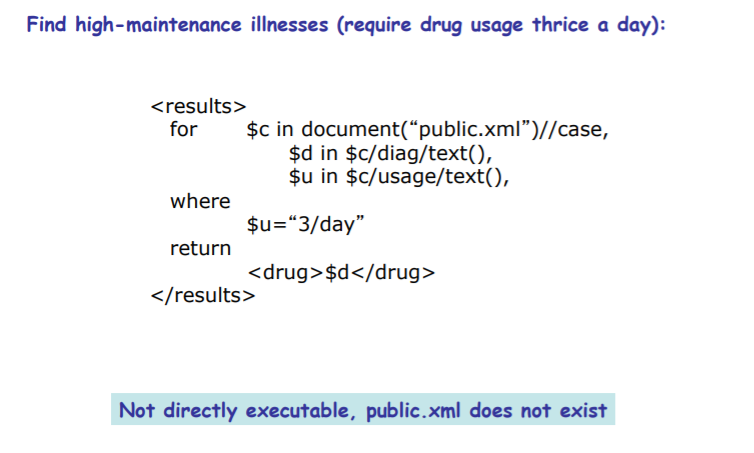 Find high-maintenance illnesses (require drug usage thrice a day):
<results>
for $c in document(“public.xml”)//case,
$d in $c/diag/text(),
$u in $c/usage/text(),
where
$u=“3/day”
return
<drug>$d</drug>
</results>
Not directly executable, public.xml does not exist